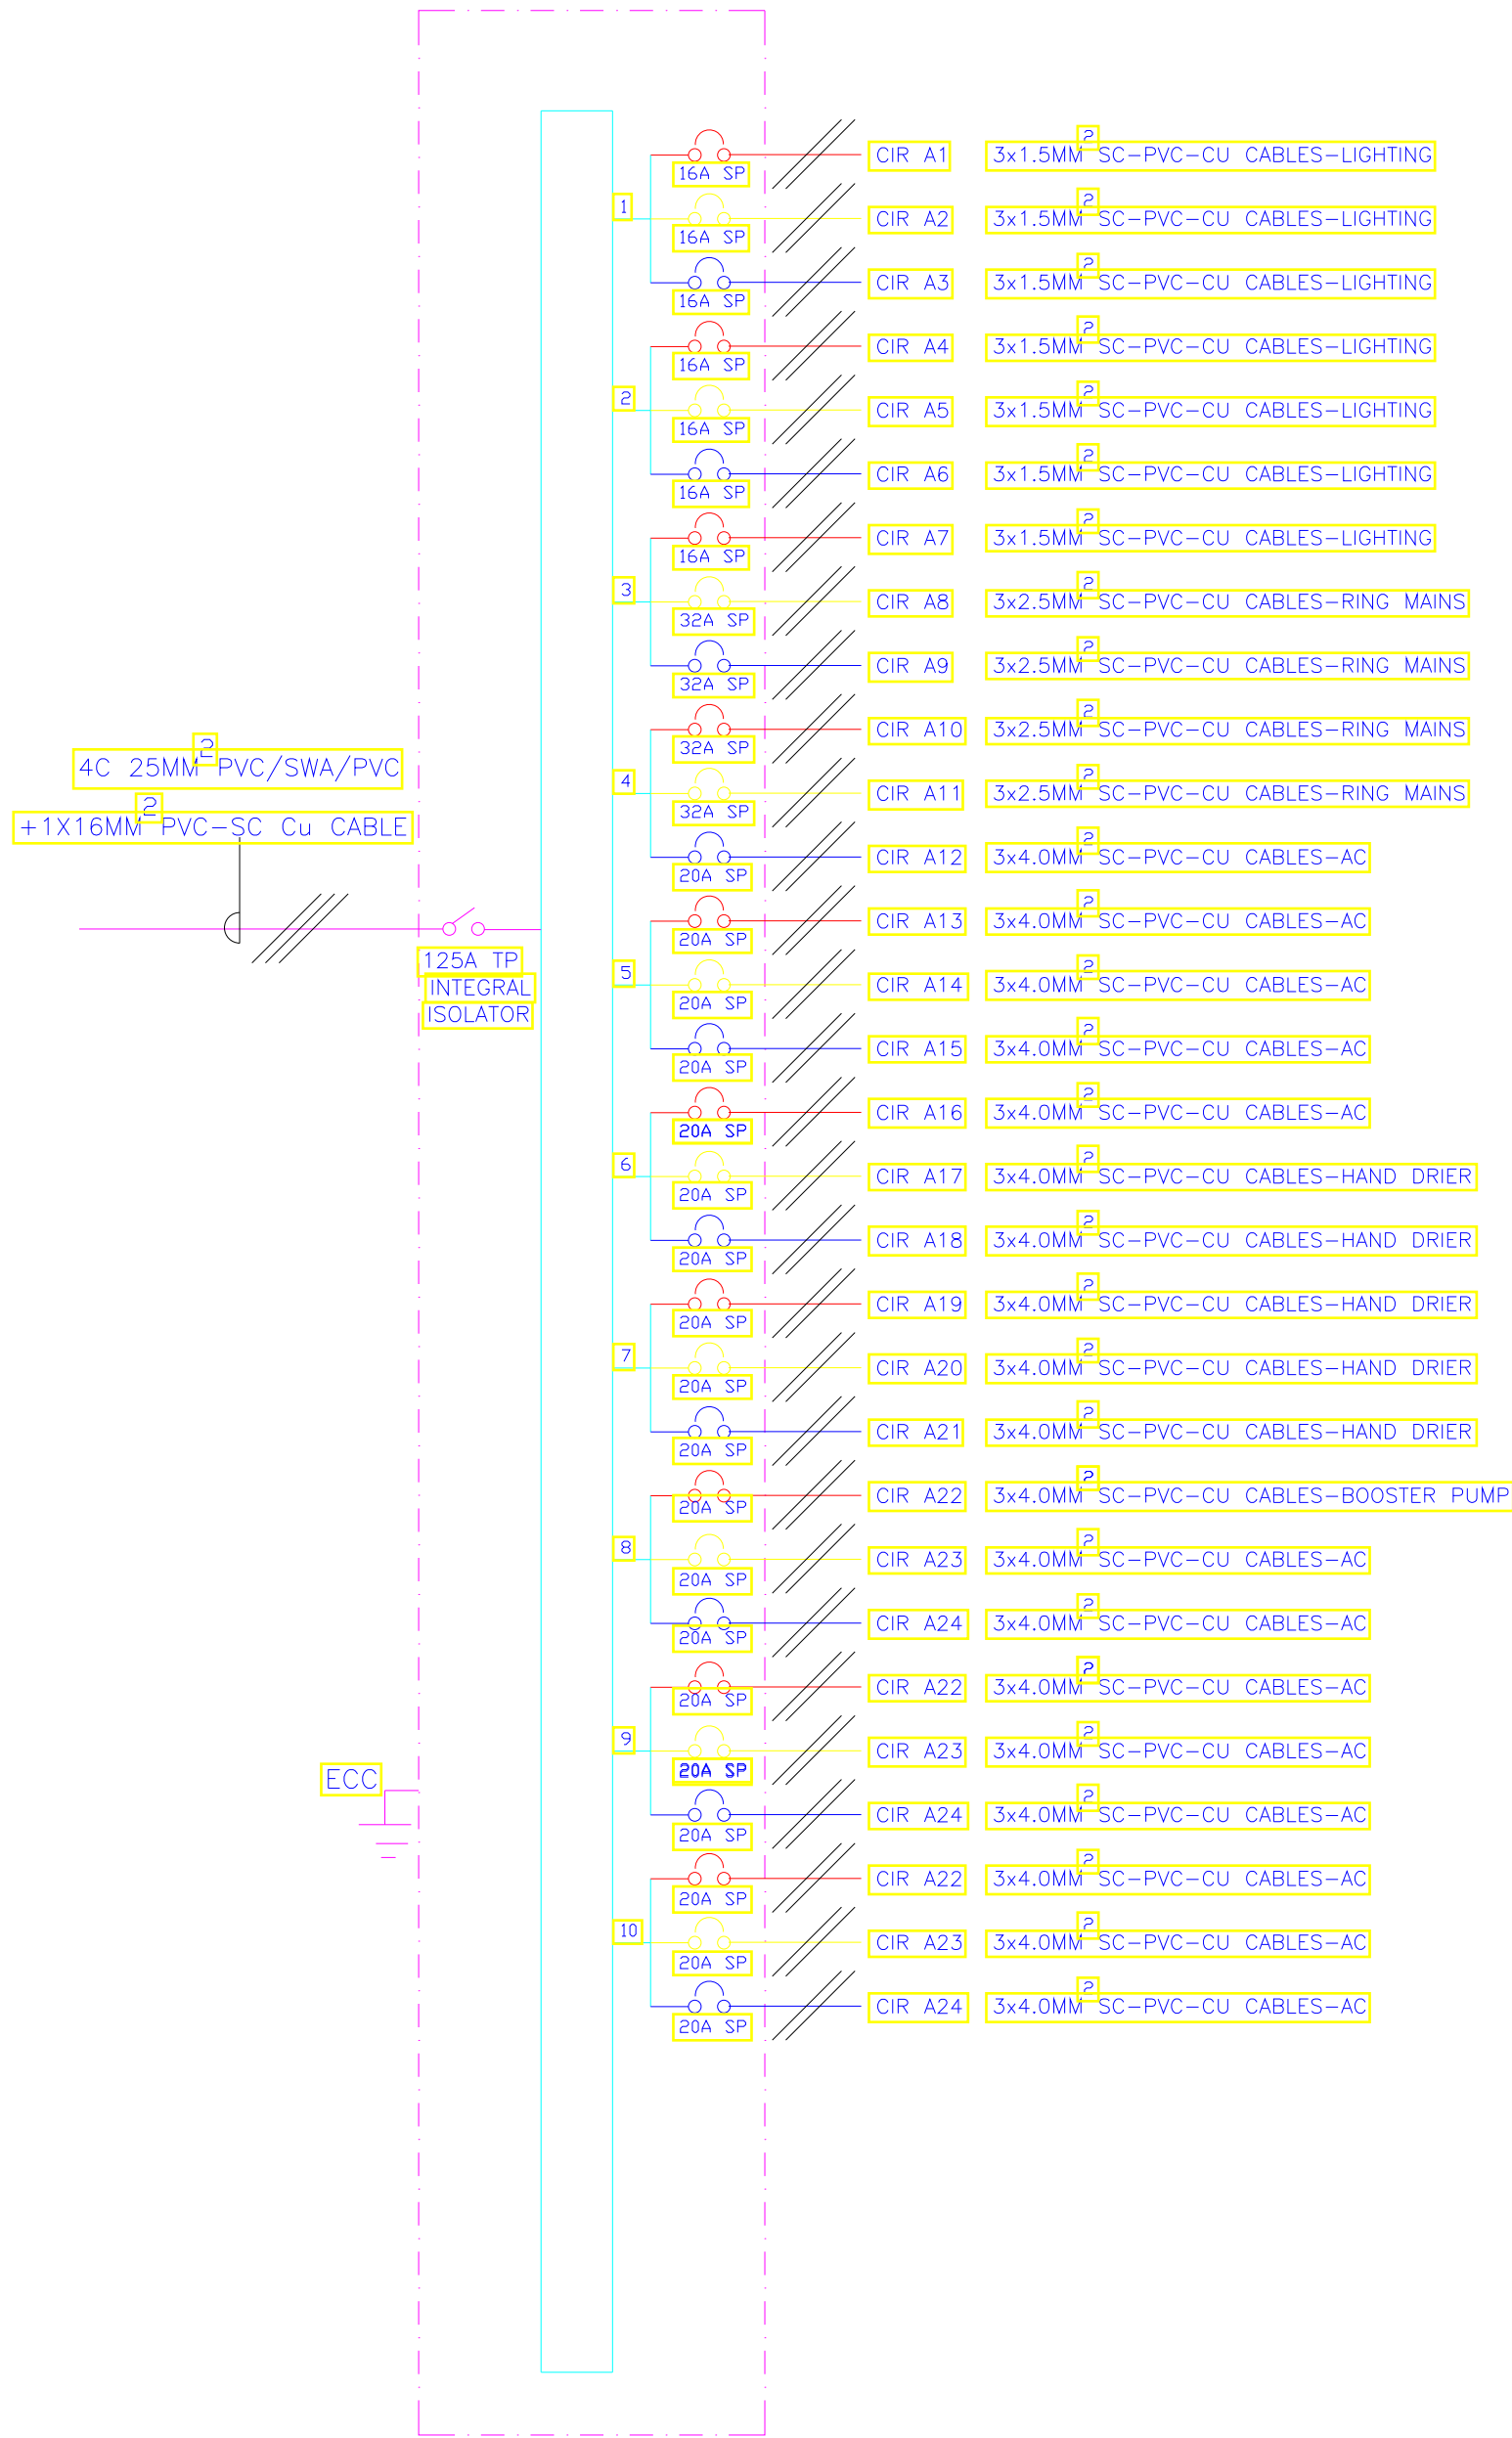 16A SP CIR A1 3x1.5MM² SC-PVC-CU CABLES-LIGHTING
1
16A SP CIR A2 3x1.5MM² SC-PVC-CU CABLES-LIGHTING
16A SP CIR A3 3x1.5MM² SC-PVC-CU CABLES-LIGHTING
16A SP CIR A4 3x1.5MM² SC-PVC-CU CABLES-LIGHTING
2
16A SP CIR A5 3x1.5MM² SC-PVC-CU CABLES-LIGHTING
16A SP CIR A6 3x1.5MM² SC-PVC-CU CABLES-LIGHTING
16A SP CIR A7 3x1.5MM² SC-PVC-CU CABLES-LIGHTING
3
32A SP CIR A8 3x2.5MM² SC-PVC-CU CABLES-RING MAINS
32A SP CIR A9 3x2.5MM² SC-PVC-CU CABLES-RING MAINS
32A SP CIR A10 3x2.5MM² SC-PVC-CU CABLES-RING MAINS
4
32A SP CIR A11 3x2.5MM² SC-PVC-CU CABLES-RING MAINS
20A SP CIR A12 3x4.0MM² SC-PVC-CU CABLES-AC
4C 25MM² PVC/SWA/PVC
+1X16MM² PVC-SC Cu CABLE
125A TP
INTEGRAL
ISOLATOR
20A SP CIR A13 3x4.0MM² SC-PVC-CU CABLES-AC
5
20A SP CIR A14 3x4.0MM² SC-PVC-CU CABLES-AC
20A SP CIR A15 3x4.0MM² SC-PVC-CU CABLES-AC
20A SP CIR A16 3x4.0MM² SC-PVC-CU CABLES-AC
6
20A SP CIR A17 3x4.0MM² SC-PVC-CU CABLES-HAND DRIER
20A SP CIR A18 3x4.0MM² SC-PVC-CU CABLES-HAND DRIER
20A SP CIR A19 3x4.0MM² SC-PVC-CU CABLES-HAND DRIER
7
20A SP CIR A20 3x4.0MM² SC-PVC-CU CABLES-HAND DRIER
20A SP CIR A21 3x4.0MM² SC-PVC-CU CABLES-HAND DRIER
20A SP CIR A22 3x4.0MM² SC-PVC-CU CABLES-BOOSTER PUMP
8
20A SP CIR A23 3x4.0MM² SC-PVC-CU CABLES-AC
20A SP CIR A24 3x4.0MM² SC-PVC-CU CABLES-AC
20A SP CIR A22 3x4.0MM² SC-PVC-CU CABLES-AC
9
20A SP CIR A23 3x4.0MM² SC-PVC-CU CABLES-AC
20A SP CIR A24 3x4.0MM² SC-PVC-CU CABLES-AC
ECC
20A SP CIR A22 3x4.0MM² SC-PVC-CU CABLES-AC
10
20A SP CIR A23 3x4.0MM² SC-PVC-CU CABLES-AC
20A SP CIR A24 3x4.0MM² SC-PVC-CU CABLES-AC